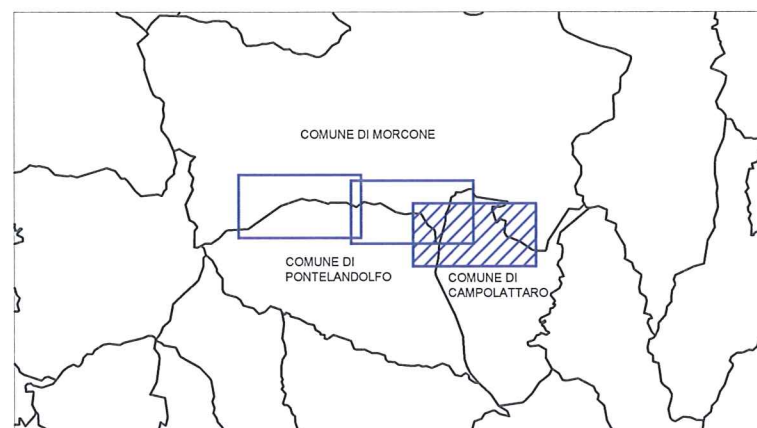 COMUNE DI MORCONE
COMUNE DI
PONTELANDOLFO
COMUNE DI
CAMPOLATTARO